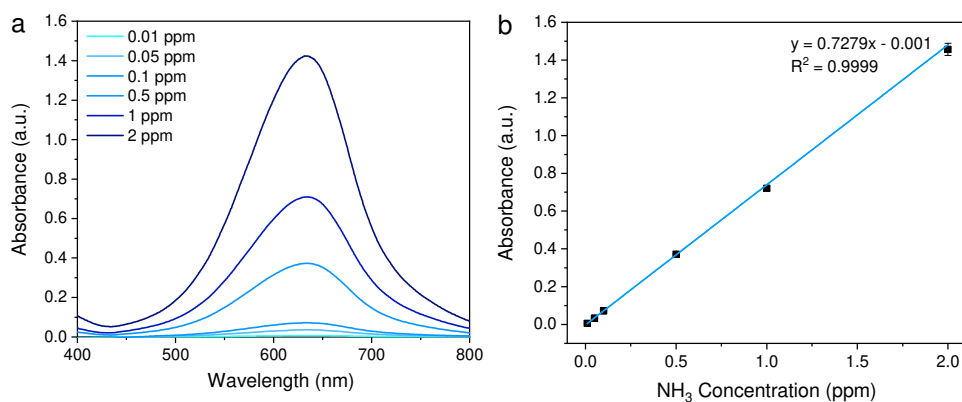 a
1.6
1.4
1.2
1.0
0.8
0.6
0.4
0.2
0.0
Absorbance (a.u.)
0.01 ppm
0.05 ppm
0.1 ppm
0.5 ppm
1 ppm
2 ppm
400
500
600
700
800
Wavelength (nm)
b
1.6
1.4
1.2
1.0
0.8
0.6
0.4
0.2
0.0
Absorbance (a.u.)
y = 0.7279x - 0.001
R² = 0.9999
0.0
0.5
1.0
1.5
2.0
NH₃ Concentration (ppm)